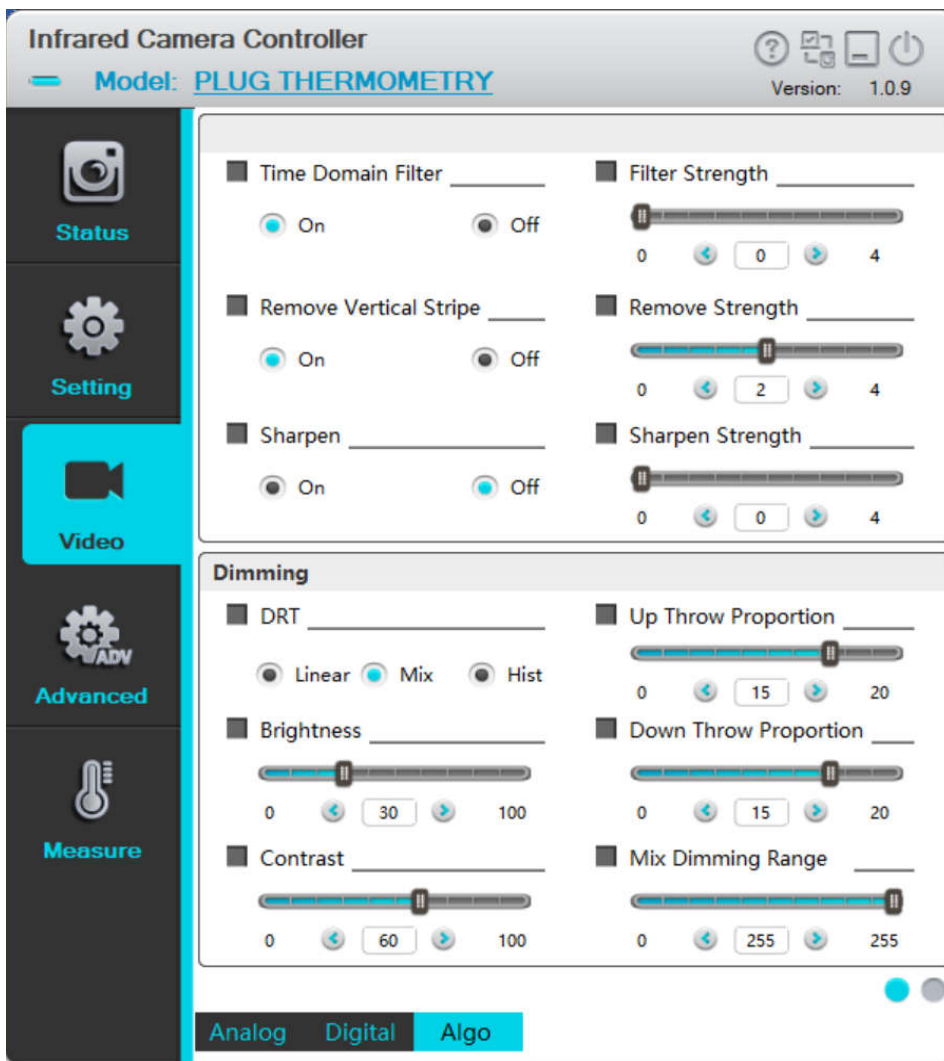 Infrared Camera Controller
Model: PLUG THERMOMETRY
Version: 1.0.9
Status
Setting
Video
ADV
Advanced
Measure
Time Domain Filter
On Off
Filter Strength
0 0 4
Remove Vertical Stripe
On Off
Remove Strength
0 2 4
Sharpen
On Off
Sharpen Strength
0 0 4
Dimming
DRT
Linear Mix Hist
Up Throw Proportion
0 15 20
Brightness
0 30 100
Down Throw Proportion
0 15 20
Contrast
0 60 100
Mix Dimming Range
0 255 255
Analog Digital Algo